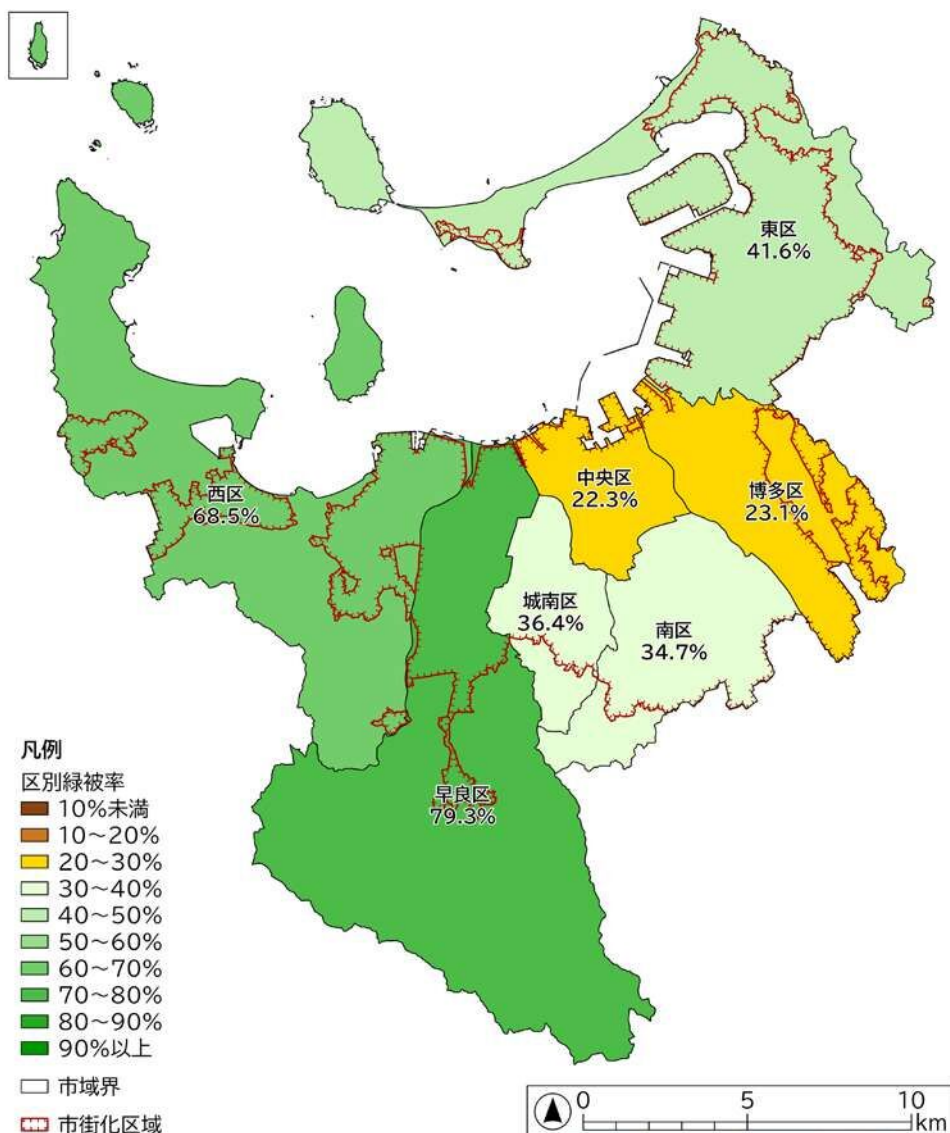 東区
41.6%
中央区
22.3%
博多区
23.1%
西区
68.5%
城南区
36.4%
南区
34.7%
早良区
79.3%
凡例
区別緑被率
10%未満
10～20%
20～30%
30～40%
40～50%
50～60%
60～70%
70～80%
80～90%
90%以上
市域界
市街化区域
0 5 10
km